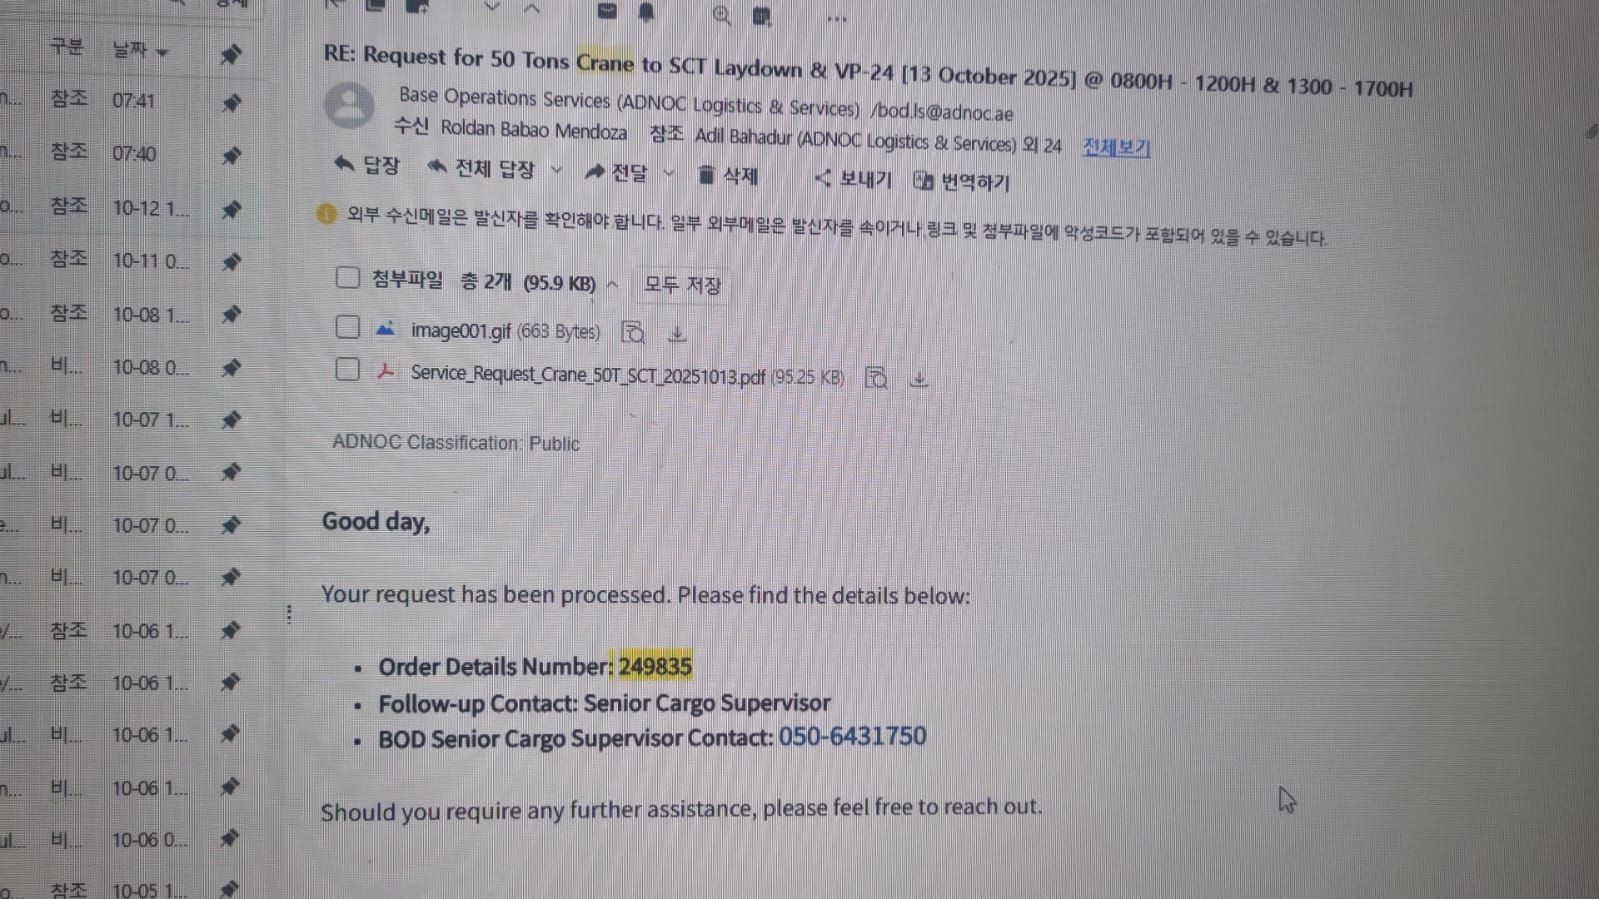 구분 날짜
참조 07:41
참조 07:40
참조 10-12 1...
참조 10-11 0...
참조 10-08 1...
비... 10-08 0...
비... 10-07 1...
비... 10-07 0...
비... 10-07 0...
비... 10-07 0...
참조 10-06 1...
참조 10-06 1...
비... 10-06 1...
비... 10-06 1...
비... 10-06 0...
참조 10-05 1...
RE: Request for 50 Tons Crane to SCT Laydown & VP-24 [13 October 2025] @ 0800H - 1200H & 1300 - 1700H
Base Operations Services (ADNOC Logistics & Services) /bod.ls@adnoc.ae
수신 Roldan Babao Mendoza 참조 Adil Bahadur (ADNOC Logistics & Services) 외 24 전체보기
답장 전체 답장 전달 삭제 보내기 번역하기
외부 수신메일은 발신자를 확인해야 합니다. 일부 외부메일은 발신자를 속이거나 링크 및 첨부파일에 악성코드가 포함되어 있을 수 있습니다.
첨부파일 총 2개 (95.9 KB) 모두 저장
image001.gif (663 Bytes)
Service_Request_Crane_50T_SCT_20251013.pdf (95.25 KB)
ADNOC Classification: Public
Good day,
Your request has been processed. Please find the details below:
• Order Details Number: 249835
• Follow-up Contact: Senior Cargo Supervisor
• BOD Senior Cargo Supervisor Contact: 050-6431750
Should you require any further assistance, please feel free to reach out.